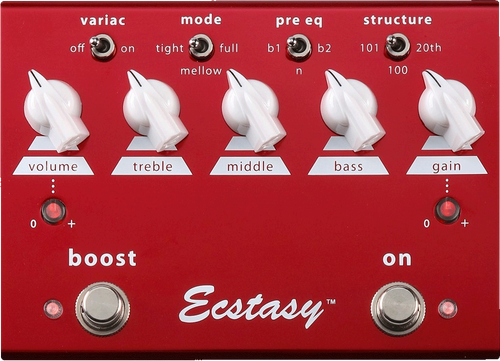 variac mode pre eq structure
off on tight full b1 b2 101 20th
mellow n 100
volume treble middle bass gain
0 + 0 +
boost on
Ecstasy™